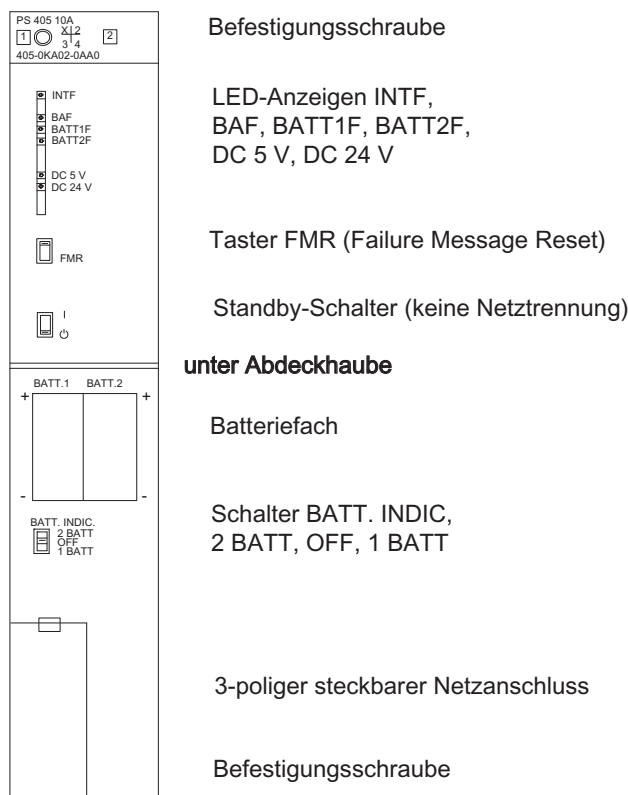 PS 405 10A
1 X 2 3 4 2
405-0KA02-0AA0
Befestigungsschraube
INTF
BAF
BATT1F
BATT2F
DC 5 V
DC 24 V
LED-Anzeigen INTF,
BAF, BATT1F, BATT2F,
DC 5 V, DC 24 V
FMR
Taster FMR (Failure Message Reset)
I
Standby-Schalter (keine Netztrennung)
unter Abdeckhaube
BATT.1 BATT.2
+ +
Batteriefach
- -
BATT. INDIC.
2 BATT
OFF
1 BATT
Schalter BATT. INDIC,
2 BATT, OFF, 1 BATT
3-poliger steckbarer Netzanschluss
Befestigungsschraube